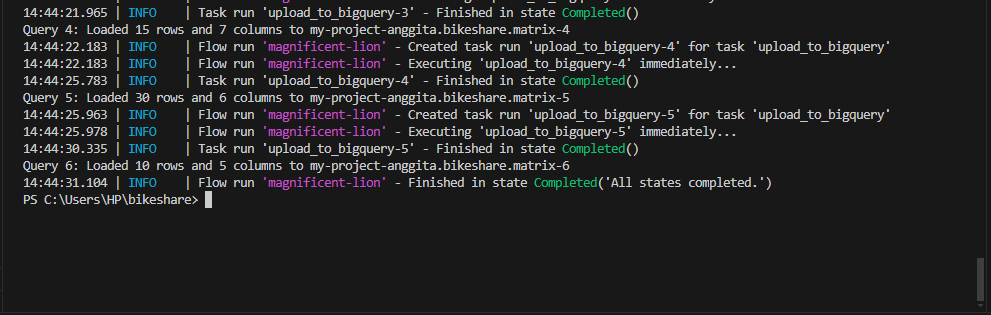 14:44:21.965 | INFO    | Task run 'upload_to_bigquery-3' - Finished in state Completed()
Query 4: Loaded 15 rows and 7 columns to my-project-anggita.bikeshare.matrix-4
14:44:22.183 | INFO    | Flow run 'magnificent-lion' - Created task run 'upload_to_bigquery-4' for task 'upload_to_bigquery'
14:44:22.183 | INFO    | Flow run 'magnificent-lion' - Executing 'upload_to_bigquery-4' immediately...
14:44:25.783 | INFO    | Task run 'upload_to_bigquery-4' - Finished in state Completed()
Query 5: Loaded 30 rows and 6 columns to my-project-anggita.bikeshare.matrix-5
14:44:25.963 | INFO    | Flow run 'magnificent-lion' - Created task run 'upload_to_bigquery-5' for task 'upload_to_bigquery'
14:44:25.978 | INFO    | Flow run 'magnificent-lion' - Executing 'upload_to_bigquery-5' immediately...
14:44:30.335 | INFO    | Task run 'upload_to_bigquery-5' - Finished in state Completed()
Query 6: Loaded 10 rows and 5 columns to my-project-anggita.bikeshare.matrix-6
14:44:31.104 | INFO    | Flow run 'magnificent-lion' - Finished in state Completed('All states completed.')
PS C:\Users\HP\bikeshare>